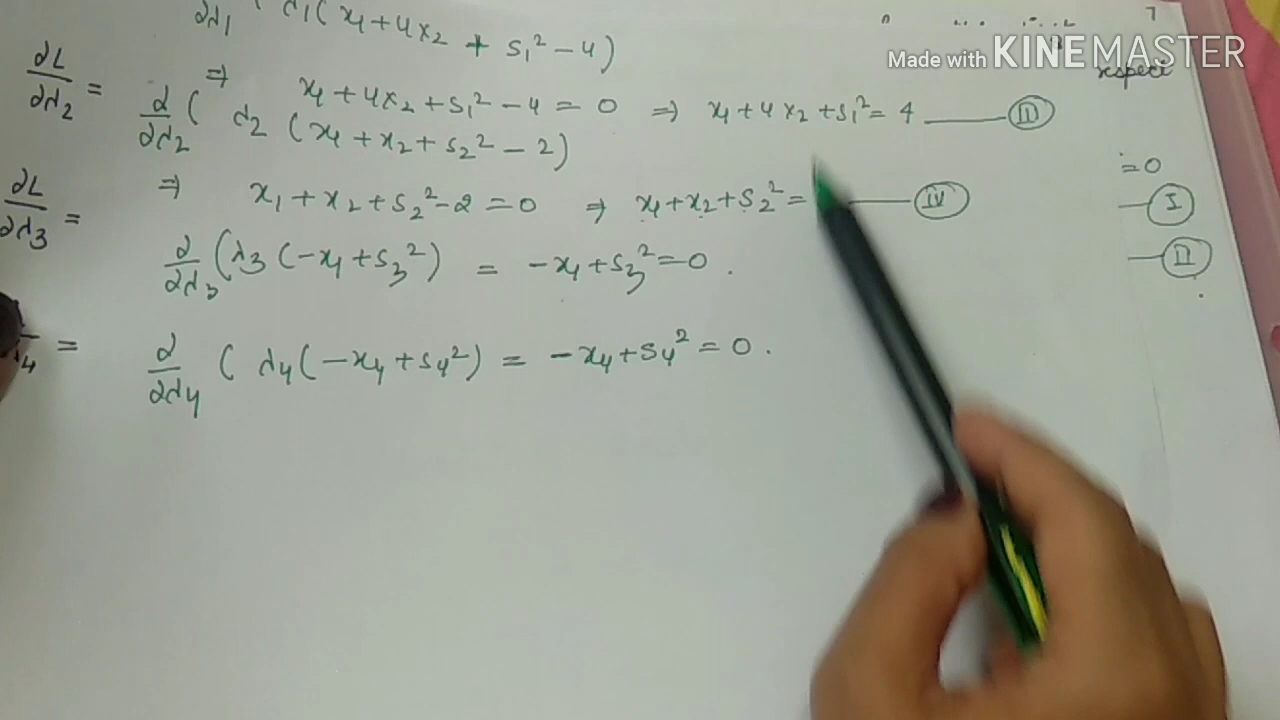 ∂λ₁ λ₁(x₁+4x₂ + s₁² − 4)
Made with KINEMASTER
respect
∂L/∂λ₂ = ⇒ x₁ + 4x₂ + s₁² − 4 = 0 ⇒ x₁ + 4x₂ + s₁² = 4 —— III
∂/∂λ₂ ( λ₂ (x₁ + x₂ + s₂² − 2)
= 0
∂L/∂λ₃ = ⇒ x₁ + x₂ + s₂² − 2 = 0 ⇒ x₁ + x₂ + s₂² = —— IV
— I
∂/∂λ₃ (λ₃ (−x₁ + s₃²) = −x₁ + s₃² = 0 .
— II
₄ = ∂/∂λ₄ ( λ₄ (−x₄ + s₄²) = −x₄ + s₄² = 0 .